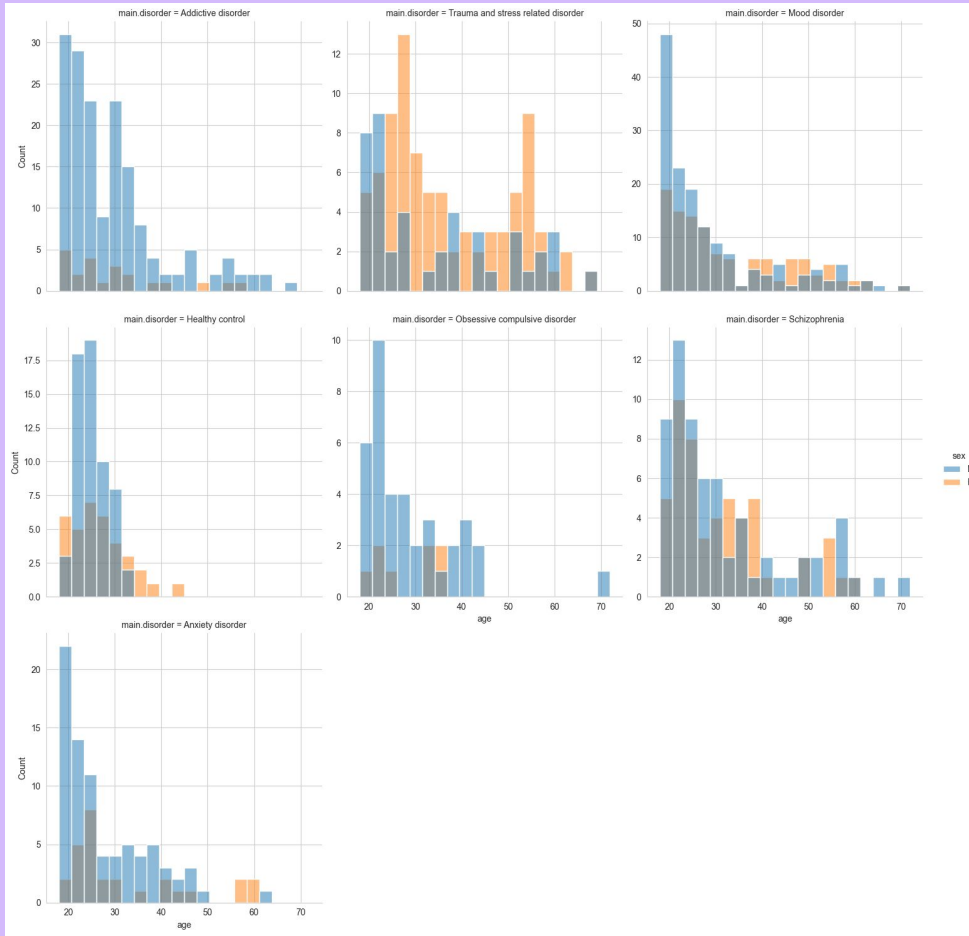 main.disorder = Addictive disorder
30
25
20
15
10
5
0
Count
main.disorder = Trauma and stress related disorder
12
10
8
6
4
2
0
main.disorder = Mood disorder
50
40
30
20
10
0
main.disorder = Healthy control
17.5
15.0
12.5
10.0
7.5
5.0
2.5
0.0
Count
main.disorder = Obsessive compulsive disorder
10
8
6
4
2
0
20 30 40 50 60 70
age
main.disorder = Schizophrenia
12
10
8
6
4
2
0
20 30 40 50 60 70
age
sex
main.disorder = Anxiety disorder
20
15
10
5
0
Count
20 30 40 50 60 70
age